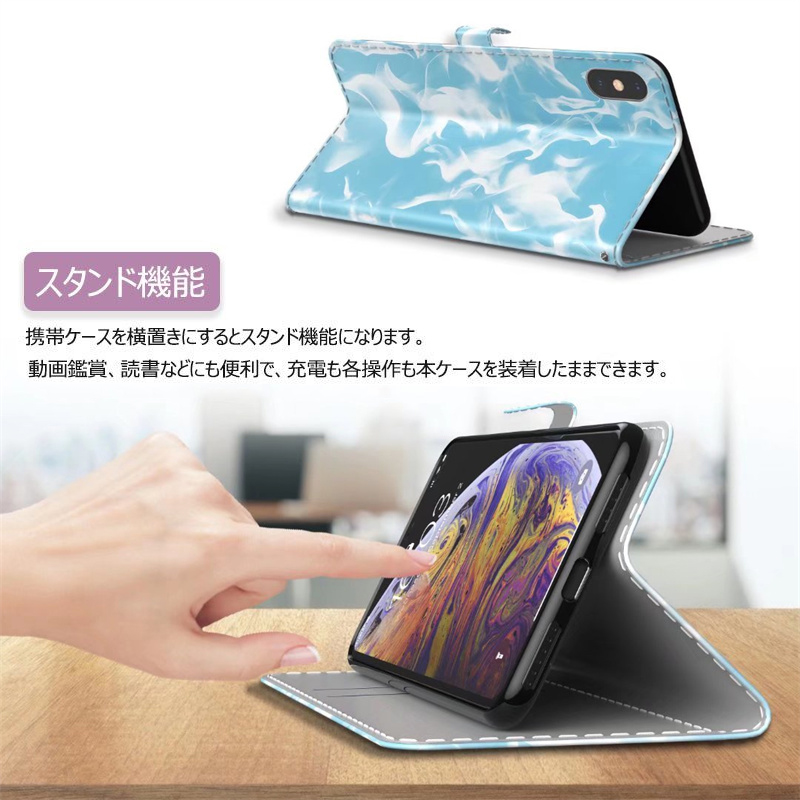 スタンド機能
携帯ケースを横置きにするとスタンド機能になります。
動画鑑賞、読書などにも便利で、充電も各操作も本ケースを装着したままできます。